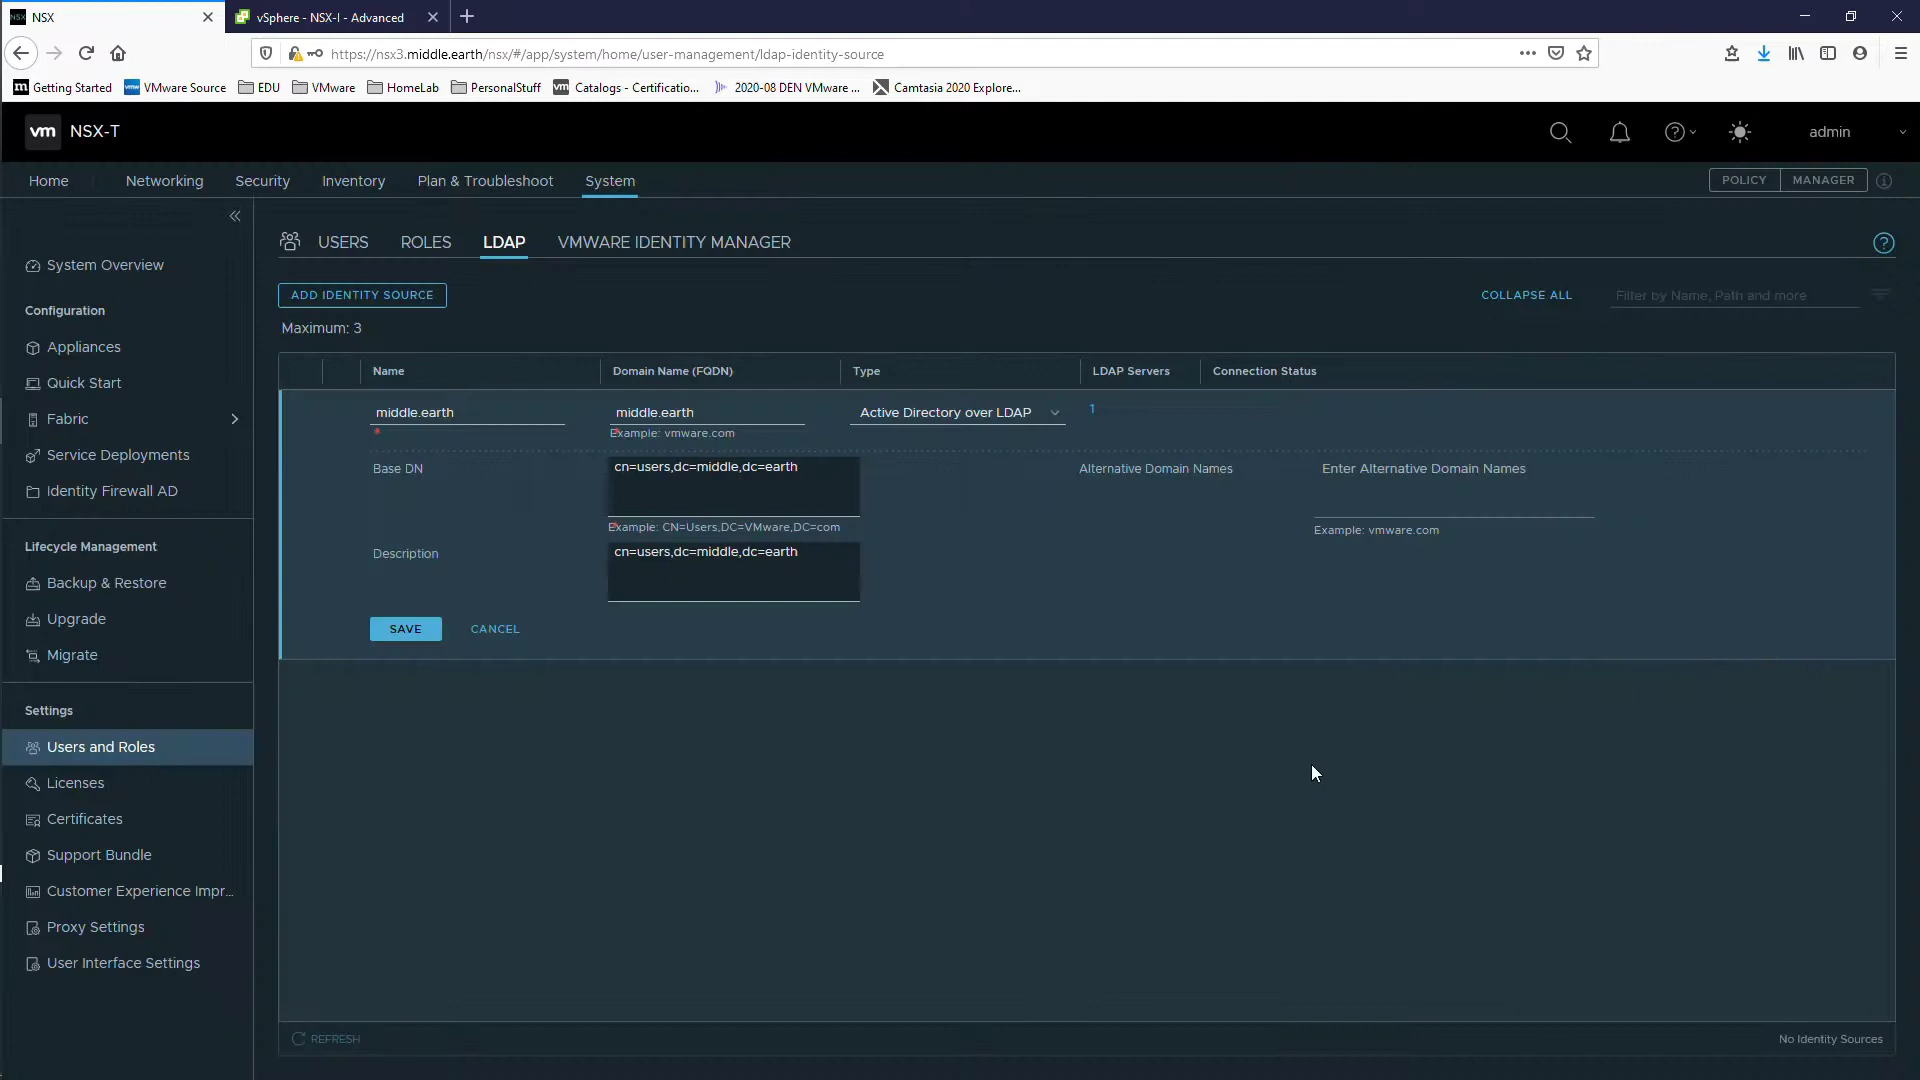 NSX
vSphere - NSX-I - Advanced
https://nsx3.middle.earth/nsx/#/app/system/home/user-management/ldap-identity-source
Getting Started
VMware Source
EDU
VMware
HomeLab
PersonalStuff
Catalogs - Certificatio...
2020-08 DEN VMware ...
Camtasia 2020 Explore...
vm NSX-T
admin
Home Networking Security Inventory Plan & Troubleshoot System
POLICY MANAGER
System Overview
Configuration
Appliances
Quick Start
Fabric
Service Deployments
Identity Firewall AD
Lifecycle Management
Backup & Restore
Upgrade
Migrate
Settings
Users and Roles
Licenses
Certificates
Support Bundle
Customer Experience Impr...
Proxy Settings
User Interface Settings
USERS ROLES LDAP VMWARE IDENTITY MANAGER
ADD IDENTITY SOURCE
COLLAPSE ALL
Filter by Name, Path and more
Maximum: 3
Name Domain Name (FQDN) Type LDAP Servers Connection Status
middle.earth middle.earth Active Directory over LDAP 1
* Example: vmware.com
Base DN cn=users,dc=middle,dc=earth Alternative Domain Names Enter Alternative Domain Names
Example: CN=Users,DC=VMware,DC=com Example: vmware.com
Description cn=users,dc=middle,dc=earth
SAVE CANCEL
REFRESH
No Identity Sources